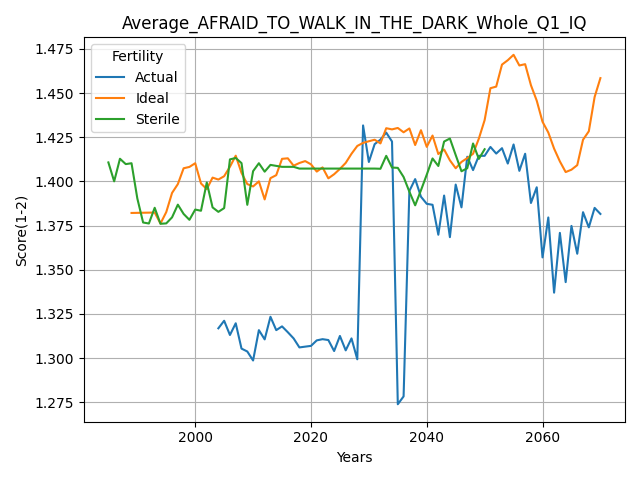 Average_AFRAID_TO_WALK_IN_THE_DARK_Whole_Q1_IQ
Fertility
Actual
Ideal
Sterile
Score(1-2)
1.475
1.450
1.425
1.400
1.375
1.350
1.325
1.300
1.275
2000
2020
2040
2060
Years